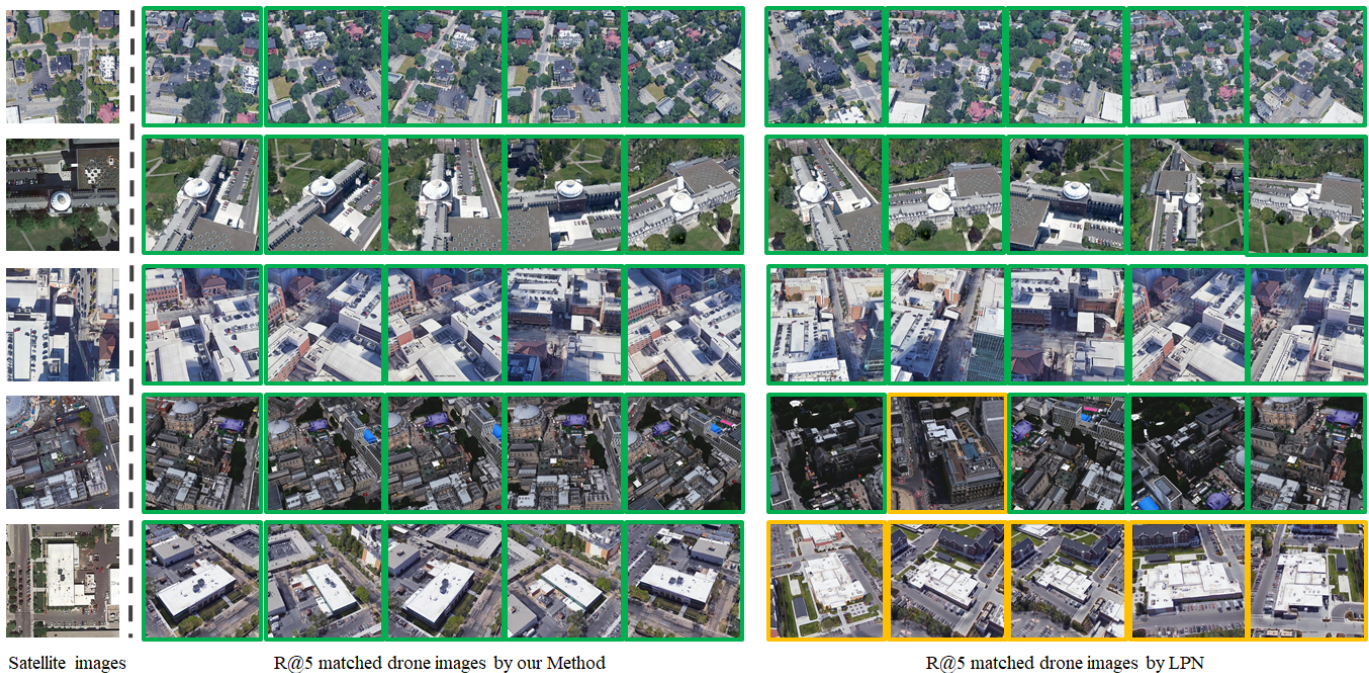 Satellite images
R@5 matched drone images by our Method
R@5 matched drone images by LPN